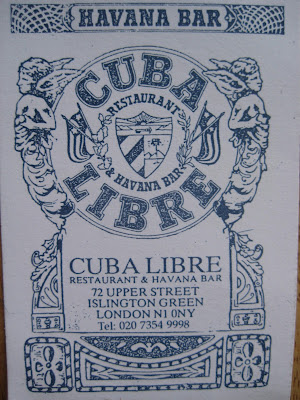 HAVANA BAR
CUBA
RESTAURANT
& HAVANA BAR
LIBRE
CUBA LIBRE
RESTAURANT & HAVANA BAR
72 UPPER STREET
ISLINGTON GREEN
LONDON N1 0NY
Tel: 020 7354 9998